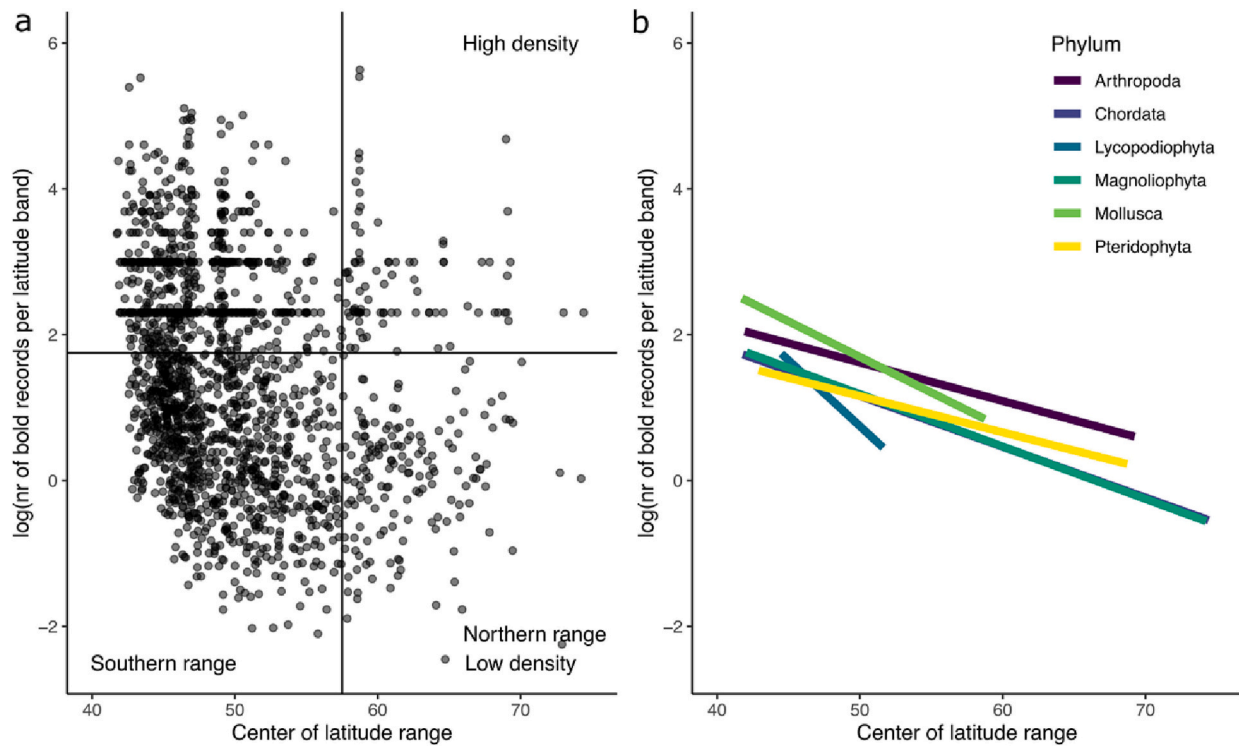 a
High density
Northern range
Southern range
Low density
6
4
2
0
−2
40
50
60
70
log(nr of bold records per latitude band)
Center of latitude range
b
Phylum
Arthropoda
Chordata
Lycopodiophyta
Magnoliophyta
Mollusca
Pteridophyta
6
4
2
0
−2
40
50
60
70
log(nr of bold records per latitude band)
Center of latitude range